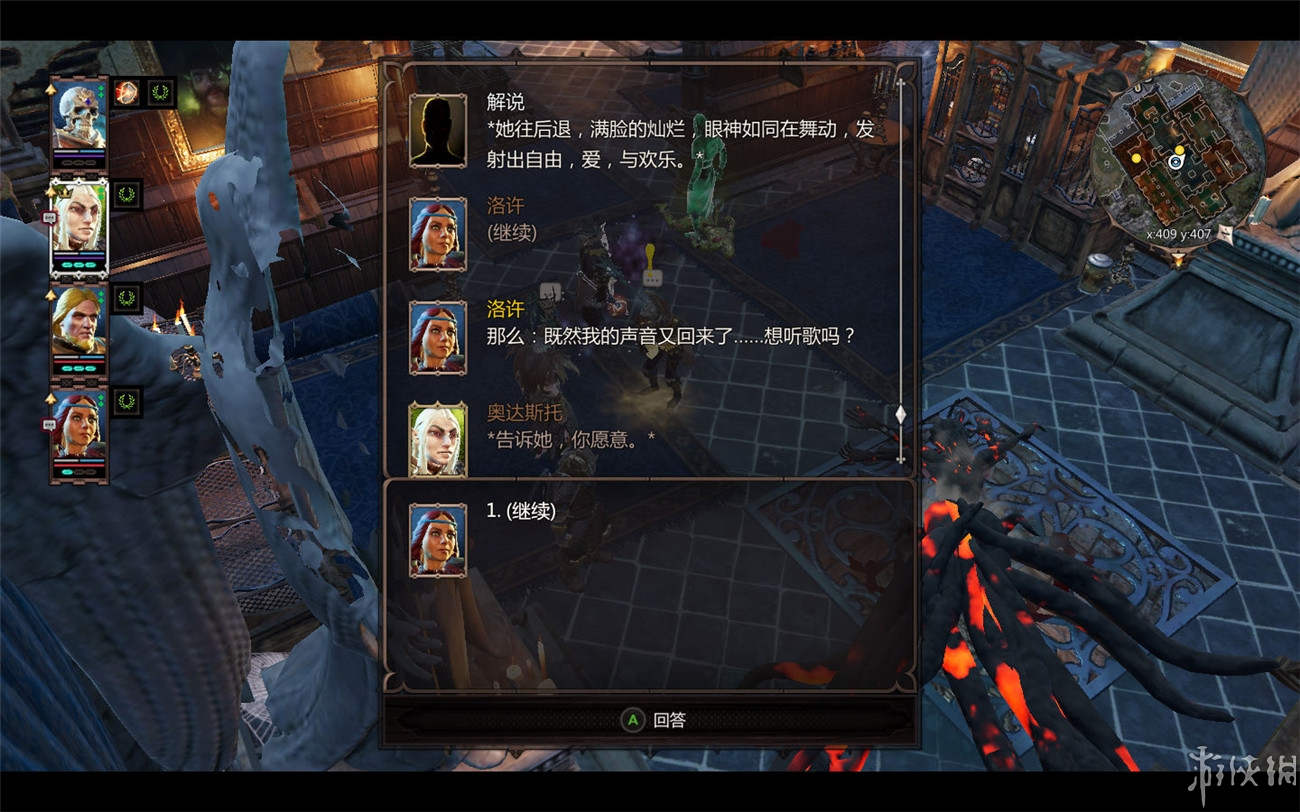 解说
*她往后退，满脸的灿烂，眼神如同在舞动，发
射出自由，爱，与欢乐。*
洛许
(继续)
洛许
那么：既然我的声音又回来了……想听歌吗？
奥达斯托
*告诉她，你愿意。*
1. (继续)
A 回答
x:409 y:407
游侠网